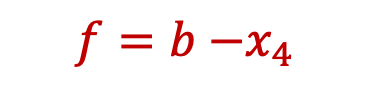 f = b −x₄